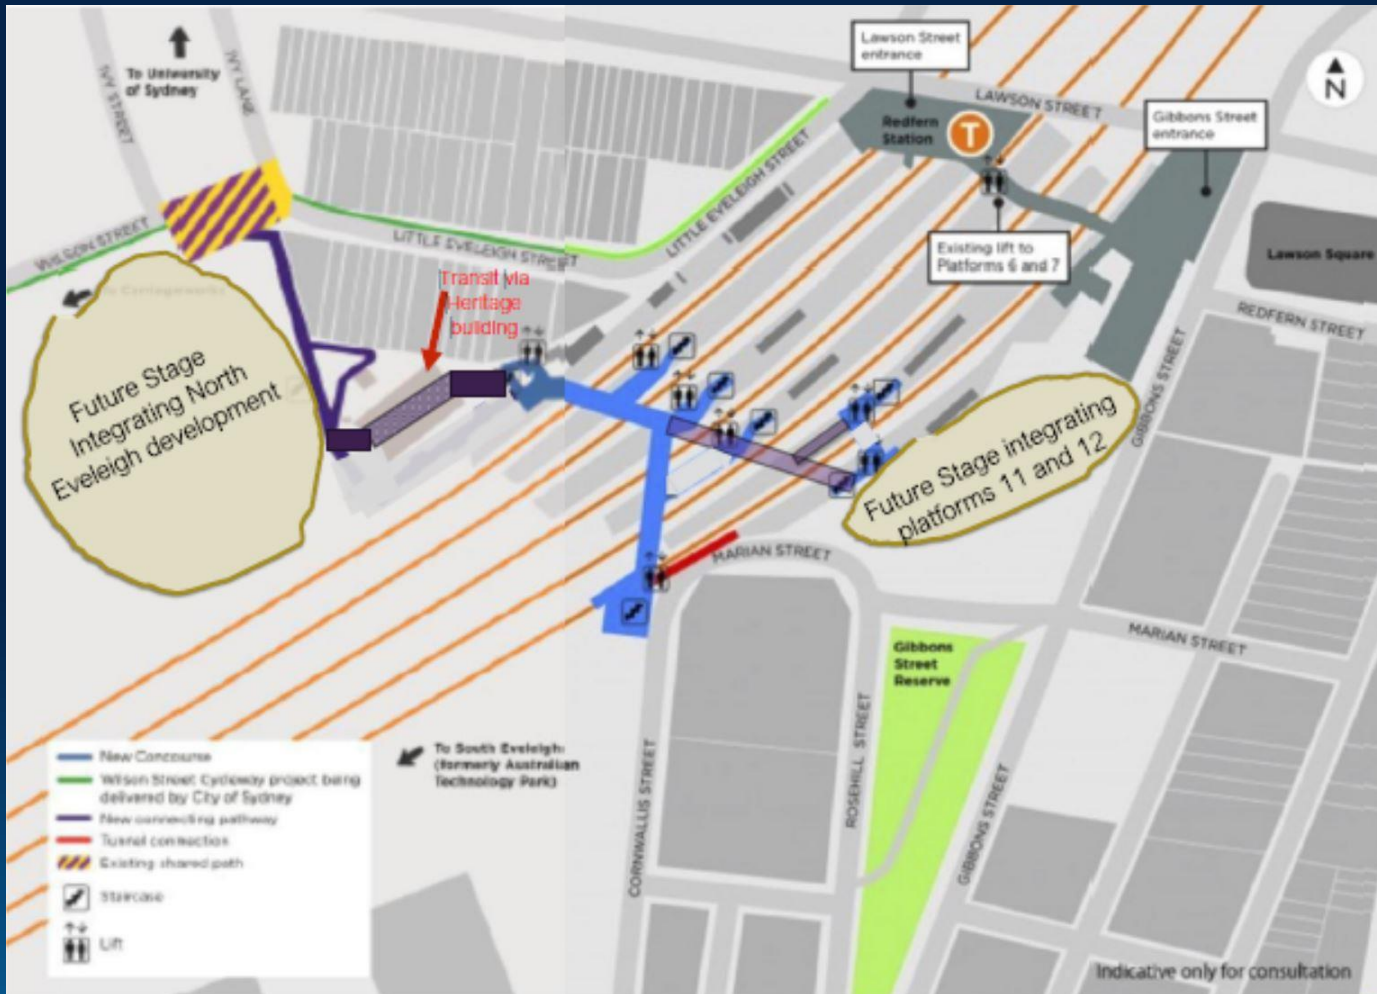 To University
of Sydney
IVY STREET
IVY LANE
Lawson Street
entrance
LAWSON STREET
N
Gibbons Street
entrance
Redfern
Station
T
LITTLE EVELEIGH STREET
WILSON STREET
LITTLE EVELEIGH STREET
Existing lift to
Platforms 6 and 7
Lawson Square
REDFERN STREET
Transit via
Heritage
building
GIBBONS STREET
Future Stage
Integrating North
Eveleigh development
Future Stage integrating
platforms 11 and 12
MARIAN STREET
MARIAN STREET
Gibbons
Street
Reserve
CORNWALLIS STREET
ROSEHILL STREET
GIBBONS STREET
To South Eveleigh
(formerly Australian
Technology Park)
New Concourse
Wilson Street Cycleway project being
delivered by City of Sydney
New connecting pathway
Tunnel connection
Existing shared path
Staircase
Lift
Indicative only for consultation